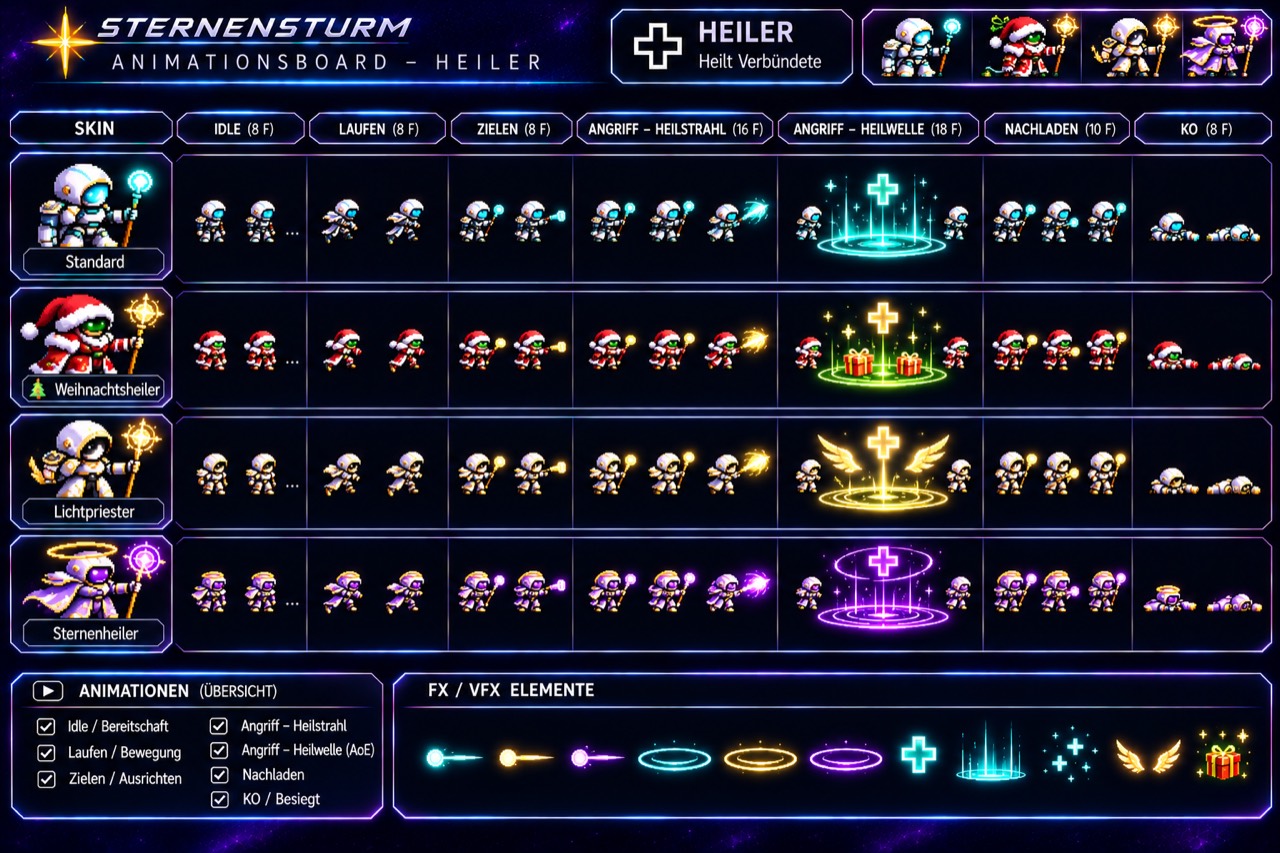 STERNENSTURM
ANIMATIONSBOARD – HEILER
HEILER
Heilt Verbündete
SKIN
IDLE (8 F)
LAUFEN (8 F)
ZIELEN (8 F)
ANGRIFF – HEILSTRAHL (16 F)
ANGRIFF – HEILWELLE (18 F)
NACHLADEN (10 F)
KO (8 F)
Standard
...
Weihnachtsheiler
...
Lichtpriester
...
Sternenheiler
...
ANIMATIONEN (ÜBERSICHT)
Idle / Bereitschaft
Laufen / Bewegung
Zielen / Ausrichten
Angriff – Heilstrahl
Angriff – Heilwelle (AoE)
Nachladen
KO / Besiegt
FX / VFX ELEMENTE